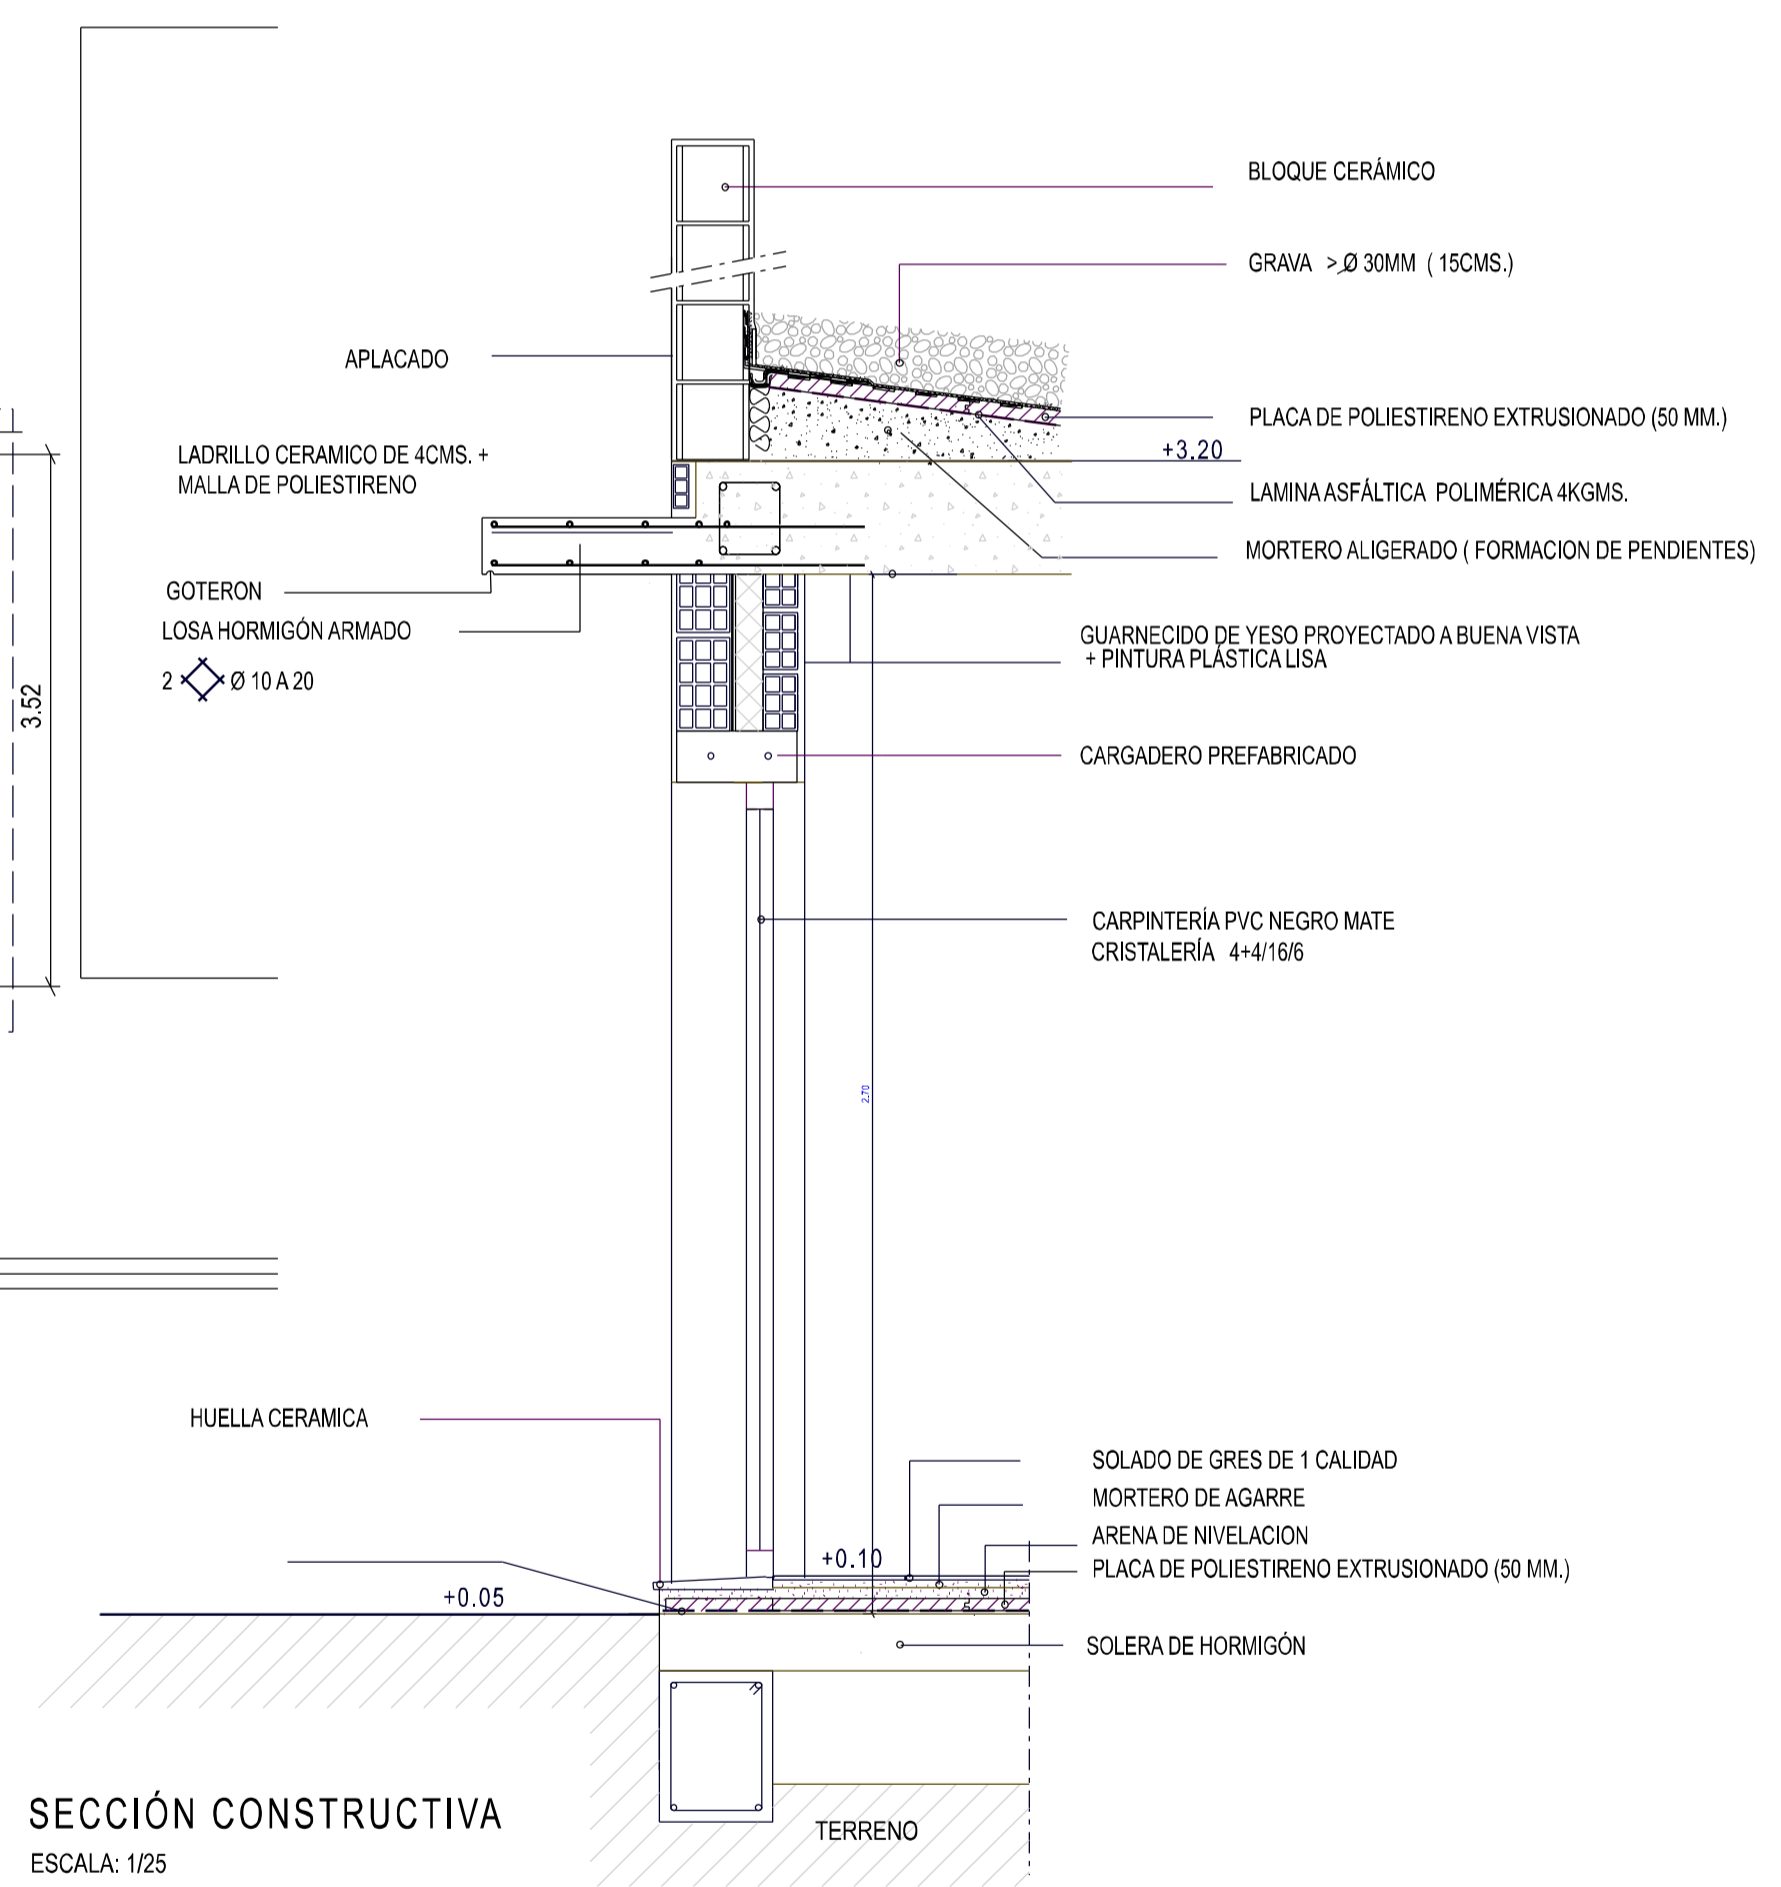 BLOQUE CERÁMICO
GRAVA >Ø 30MM ( 15CMS.)
APLACADO
PLACA DE POLIESTIRENO EXTRUSIONADO (50 MM.)
+3.20
LADRILLO CERAMICO DE 4CMS. +
MALLA DE POLIESTIRENO
LAMINA ASFÁLTICA POLIMÉRICA 4KGMS.
MORTERO ALIGERADO ( FORMACION DE PENDIENTES)
GOTERON
LOSA HORMIGÓN ARMADO
2 Ø 10 A 20
GUARNECIDO DE YESO PROYECTADO A BUENA VISTA
+ PINTURA PLÁSTICA LISA
3.52
CARGADERO PREFABRICADO
CARPINTERÍA PVC NEGRO MATE
CRISTALERÍA 4+4/16/6
2.70
HUELLA CERAMICA
SOLADO DE GRES DE 1 CALIDAD
MORTERO DE AGARRE
ARENA DE NIVELACION
+0.10
PLACA DE POLIESTIRENO EXTRUSIONADO (50 MM.)
+0.05
SOLERA DE HORMIGÓN
TERRENO
SECCIÓN CONSTRUCTIVA
ESCALA: 1/25